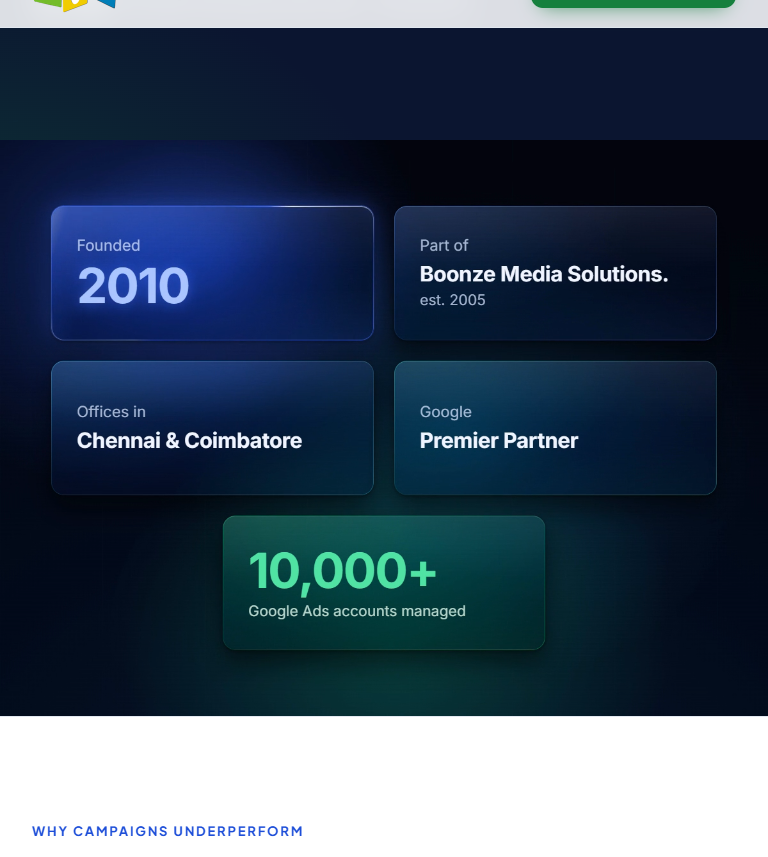 Founded
2010
Part of
Boonze Media Solutions.
est. 2005
Offices in
Chennai & Coimbatore
Google
Premier Partner
10,000+
Google Ads accounts managed
WHY CAMPAIGNS UNDERPERFORM